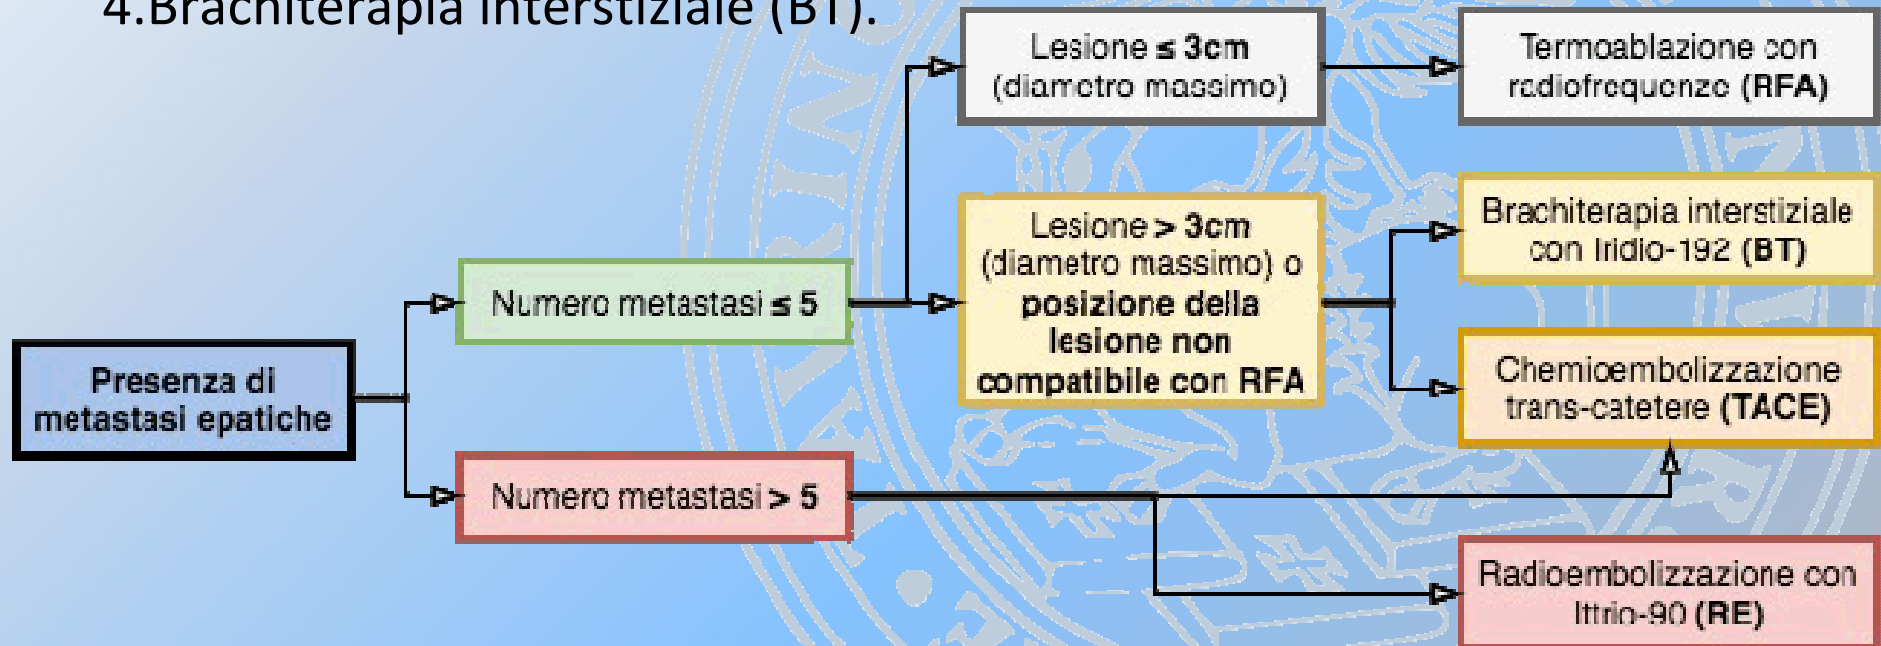 4.Brachiterapia interstiziale (BT).
Lesione ≤ 3cm
(diametro massimo)
Termoablazione con
radiofrequenze (RFA)
Lesione > 3cm
(diametro massimo) o
posizione della
lesione non
compatibile con RFA
Brachiterapia interstiziale
con Iridio-192 (BT)
Numero metastasi ≤ 5
Presenza di
metastasi epatiche
Chemioembolizzazione
trans-catetere (TACE)
Numero metastasi > 5
Radioembolizzazione con
Ittrio-90 (RE)